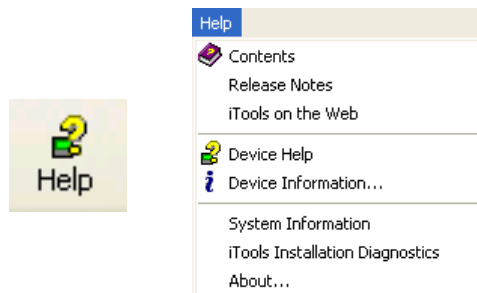 Help
Help
Contents
Release Notes
iTools on the Web
Device Help
Device Information...
System Information
iTools Installation Diagnostics
About...